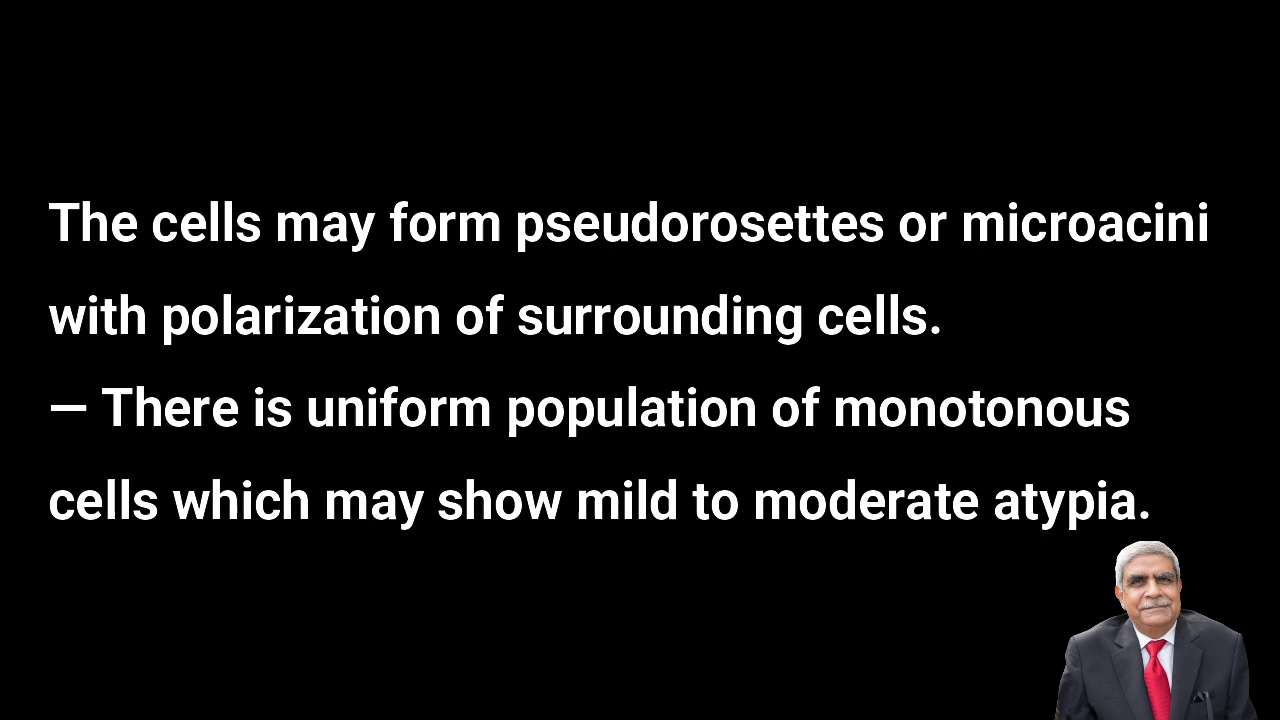 The cells may form pseudorosettes or microacini
with polarization of surrounding cells.
— There is uniform population of monotonous
cells which may show mild to moderate atypia.